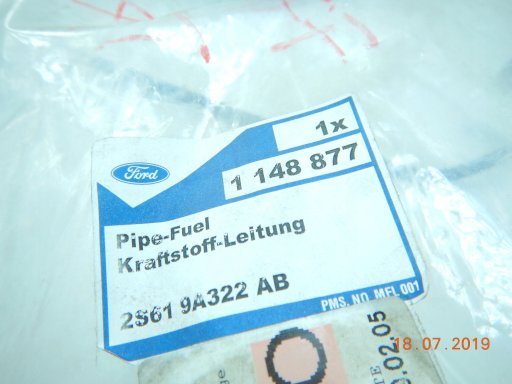 1x
1 148 877
Ford
Pipe-Fuel
Kraftstoff-Leitung
2S61 9A322 AB
PMS. NO. MFI 001
.02.05
18.07.2019